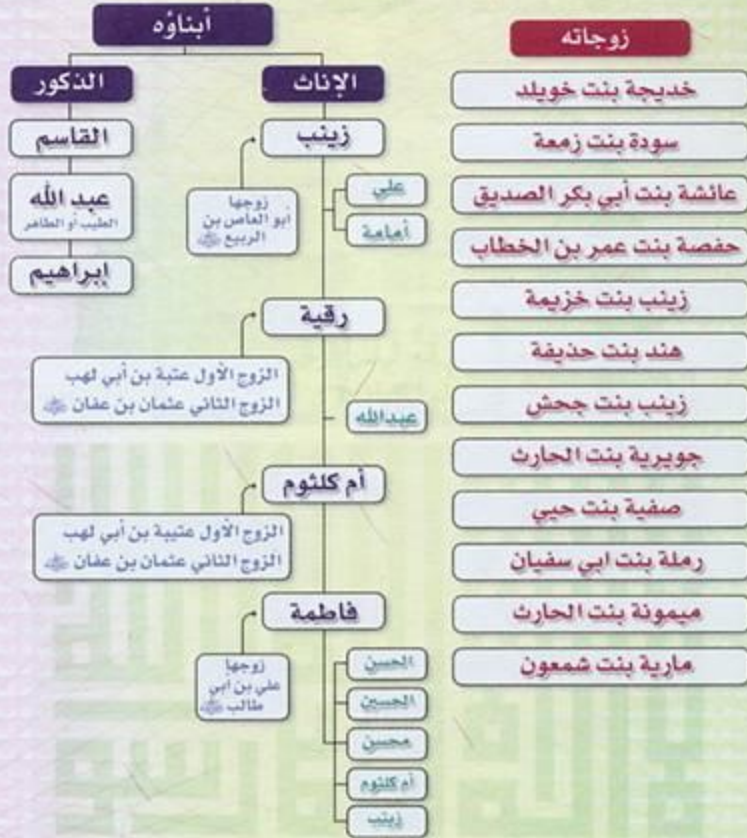 زوجاته
خديجة بنت خويلد
سودة بنت زمعة
عائشة بنت أبي بكر الصديق
حفصة بنت عمر بن الخطاب
زينب بنت خزيمة
هند بنت حذيفة
زينب بنت جحش
جويرية بنت الحارث
صفية بنت حيي
رملة بنت ابي سفيان
ميمونة بنت الحارث
مارية بنت شمعون
أبناؤه
الإناث
زينب
زوجها
أبو العاص بن
الربيع
علي
أمامة
رقية
الزوج الأول عتبة بن أبي لهب
الزوج الثاني عثمان بن عفان
عبدالله
أم كلثوم
الزوج الأول عتيبة بن أبي لهب
الزوج الثاني عثمان بن عفان
فاطمة
زوجها
علي بن ابي
طالب
الحسن
الحسين
محسن
أم كلثوم
زينب
الذكور
القاسم
عبد الله
الطيب أو الطاهر
إبراهيم